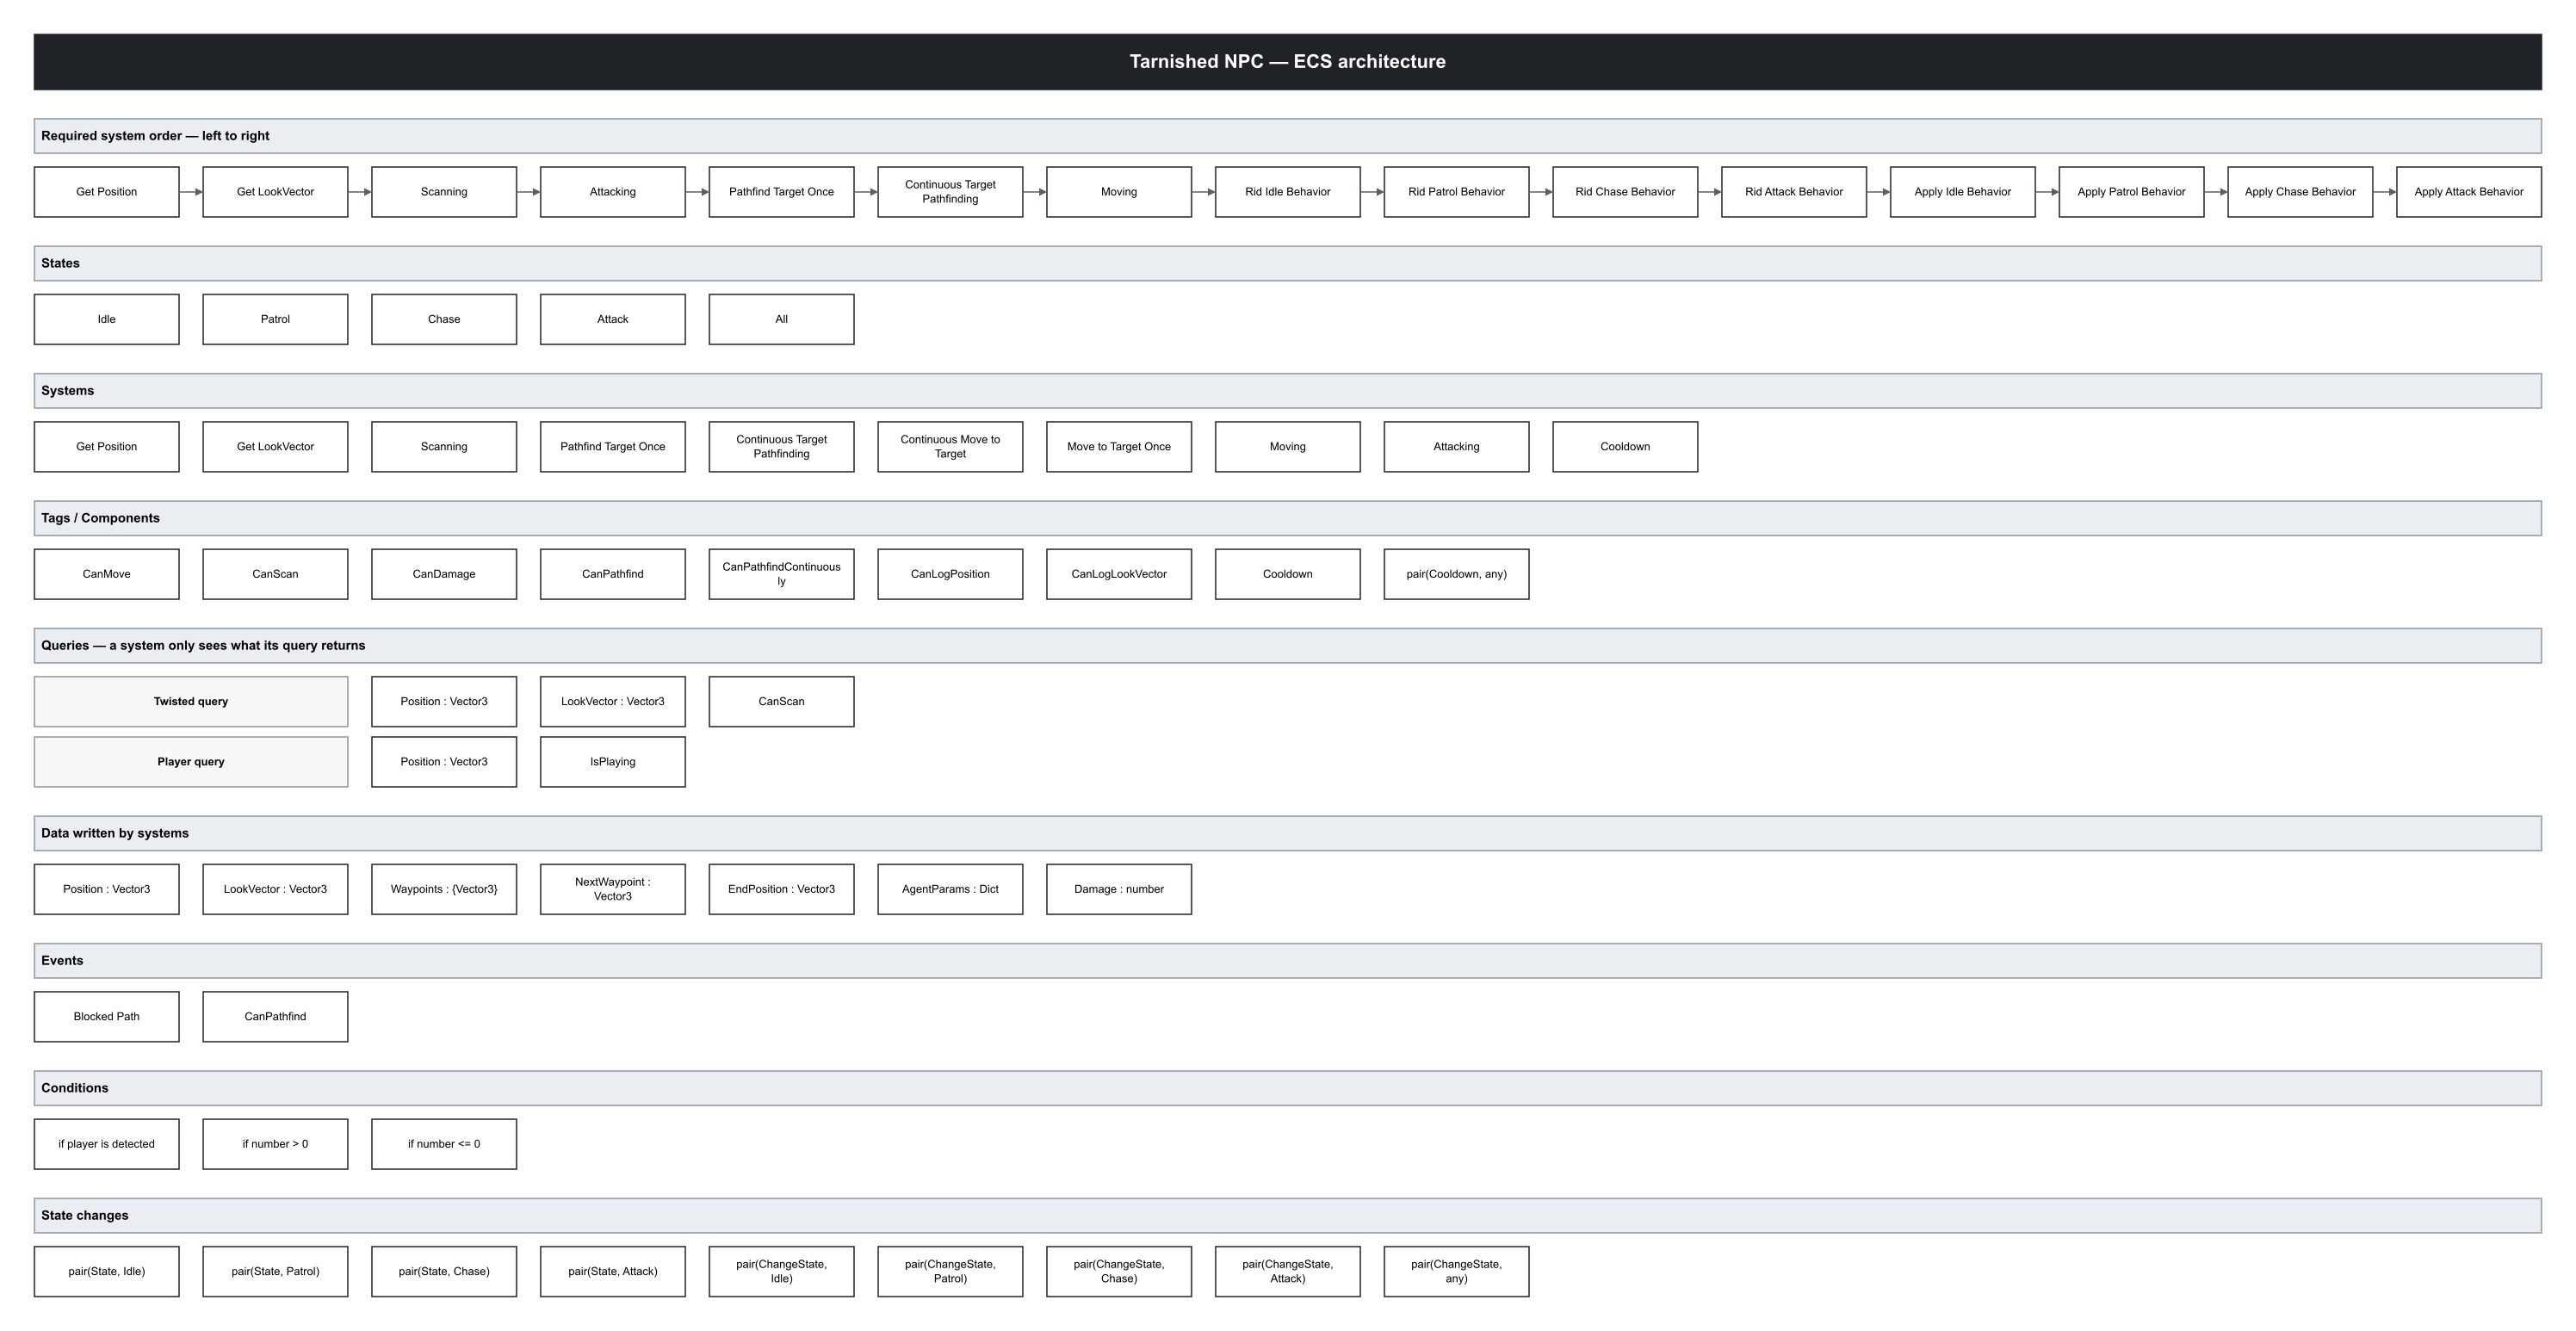 Tarnished NPC — ECS architecture
Required system order — left to right
Get Position
Get LookVector
Scanning
Attacking
Pathfind Target Once
Continuous Target
Pathfinding
Moving
Rid Idle Behavior
Rid Patrol Behavior
Rid Chase Behavior
Rid Attack Behavior
Apply Idle Behavior
Apply Patrol Behavior
Apply Chase Behavior
Apply Attack Behavior
States
Idle
Patrol
Chase
Attack
All
Systems
Get Position
Get LookVector
Scanning
Pathfind Target Once
Continuous Target
Pathfinding
Continuous Move to
Target
Move to Target Once
Moving
Attacking
Cooldown
Tags / Components
CanMove
CanScan
CanDamage
CanPathfind
CanPathfindContinuous
ly
CanLogPosition
CanLogLookVector
Cooldown
pair(Cooldown, any)
Queries — a system only sees what its query returns
Twisted query
Position : Vector3
LookVector : Vector3
CanScan
Player query
Position : Vector3
IsPlaying
Data written by systems
Position : Vector3
LookVector : Vector3
Waypoints : {Vector3}
NextWaypoint :
Vector3
EndPosition : Vector3
AgentParams : Dict
Damage : number
Events
Blocked Path
CanPathfind
Conditions
if player is detected
if number > 0
if number <= 0
State changes
pair(State, Idle)
pair(State, Patrol)
pair(State, Chase)
pair(State, Attack)
pair(ChangeState,
Idle)
pair(ChangeState,
Patrol)
pair(ChangeState,
Chase)
pair(ChangeState,
Attack)
pair(ChangeState,
any)